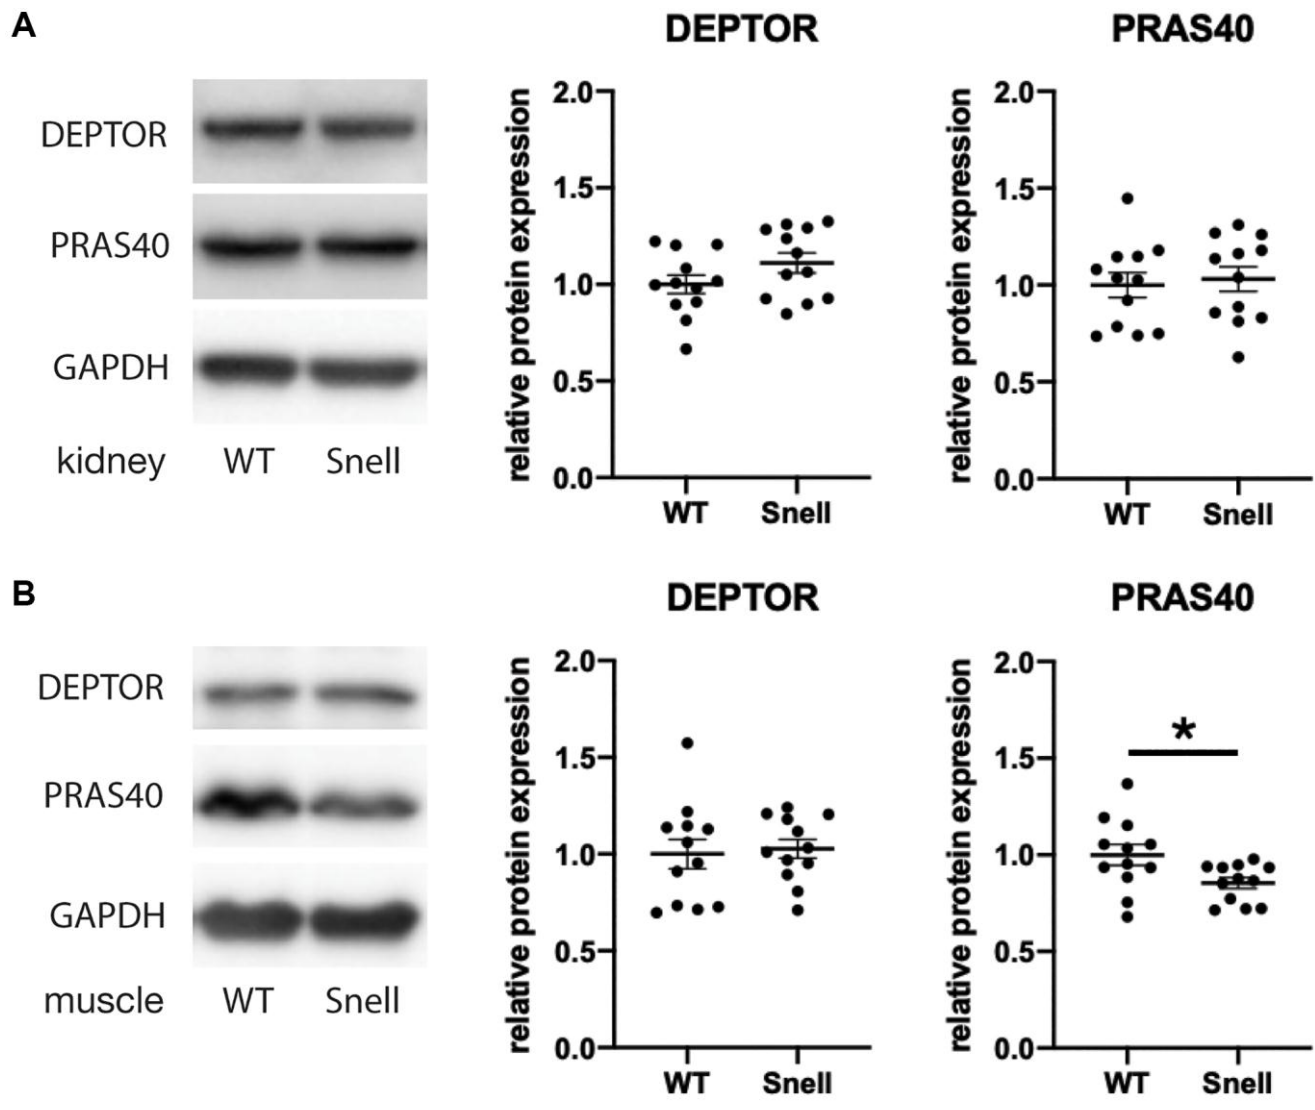 A
DEPTOR
PRAS40
GAPDH
kidney WT Snell
DEPTOR
relative protein expression
2.0
1.5
1.0
0.5
0.0
WT Snell
PRAS40
relative protein expression
2.0
1.5
1.0
0.5
0.0
WT Snell
B
DEPTOR
PRAS40
GAPDH
muscle WT Snell
DEPTOR
relative protein expression
2.0
1.5
1.0
0.5
0.0
WT Snell
PRAS40
relative protein expression
2.0
1.5
1.0
0.5
0.0
*
WT Snell